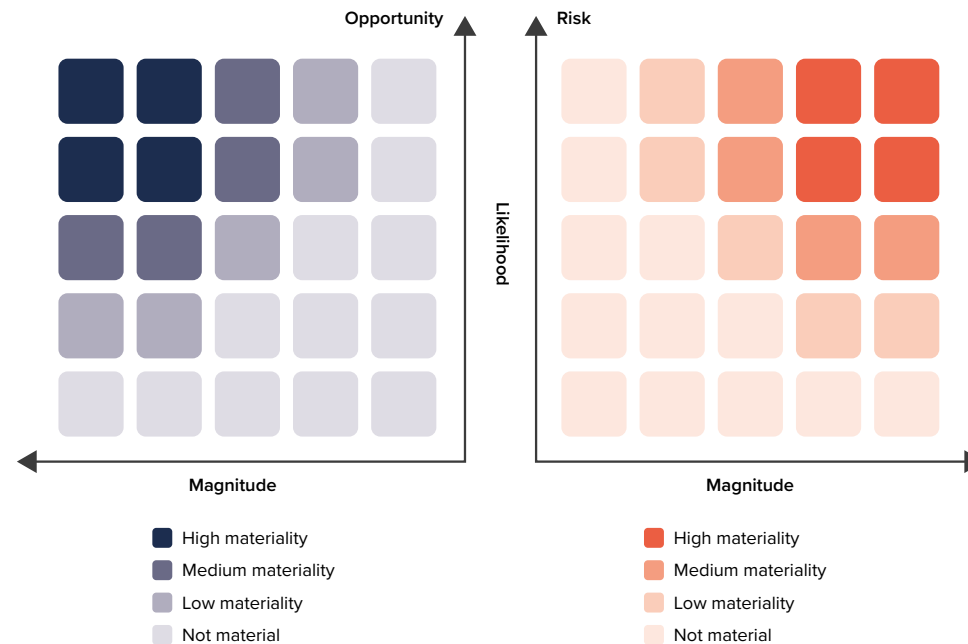 Opportunity
Risk
Likelihood
Magnitude
Magnitude
High materiality
Medium materiality
Low materiality
Not material
High materiality
Medium materiality
Low materiality
Not material